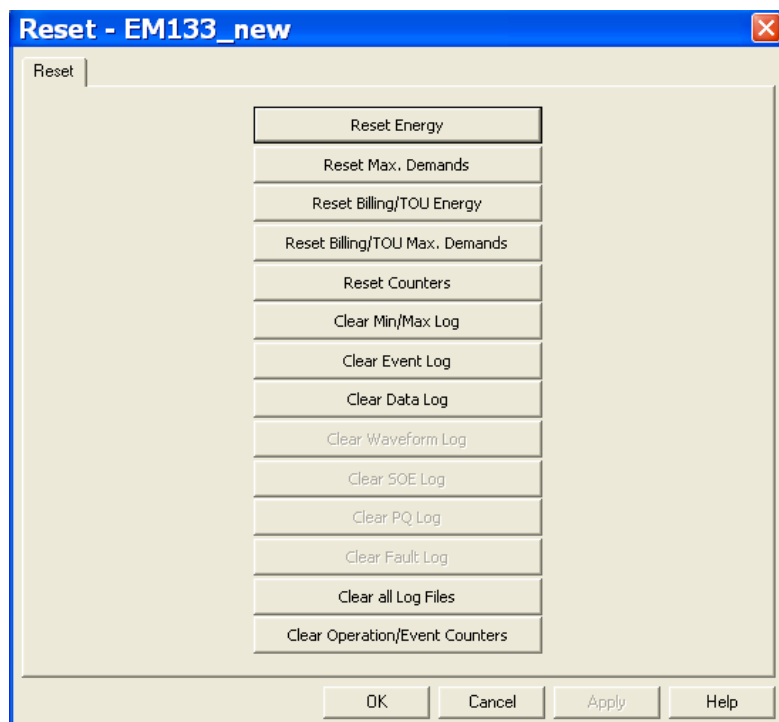 Reset - EM133_new
Reset
Reset Energy
Reset Max. Demands
Reset Billing/TOU Energy
Reset Billing/TOU Max. Demands
Reset Counters
Clear Min/Max Log
Clear Event Log
Clear Data Log
Clear Waveform Log
Clear SOE Log
Clear PQ Log
Clear Fault Log
Clear all Log Files
Clear Operation/Event Counters
OK Cancel Apply Help